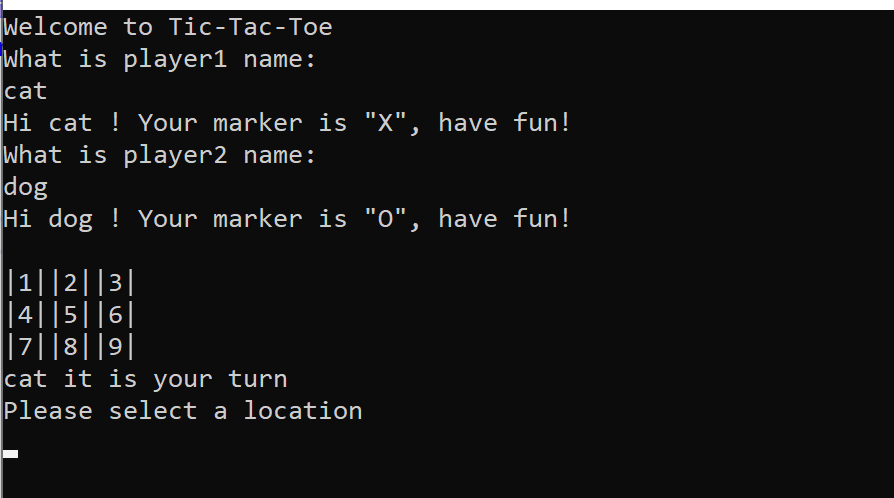 Welcome to Tic-Tac-Toe
What is player1 name:
cat
Hi cat ! Your marker is "X", have fun!
What is player2 name:
dog
Hi dog ! Your marker is "O", have fun!
|1||2||3|
|4||5||6|
|7||8||9|
cat it is your turn
Please select a location